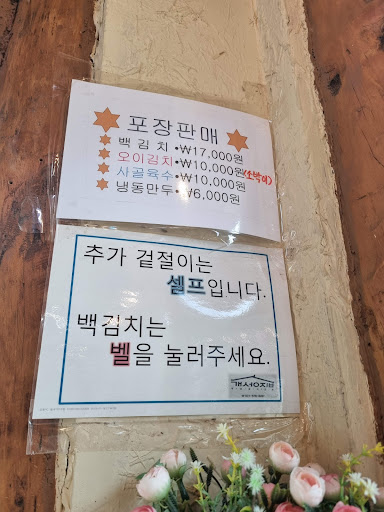 포장판매
백 김 치 •₩17,000원
오이김치•₩10,000원(소박이)
사골육수•₩10,000원
냉동만두•₩6,000원
추가 겉절이는
셀프입니다.
백김치는
벨을 눌러주세요.